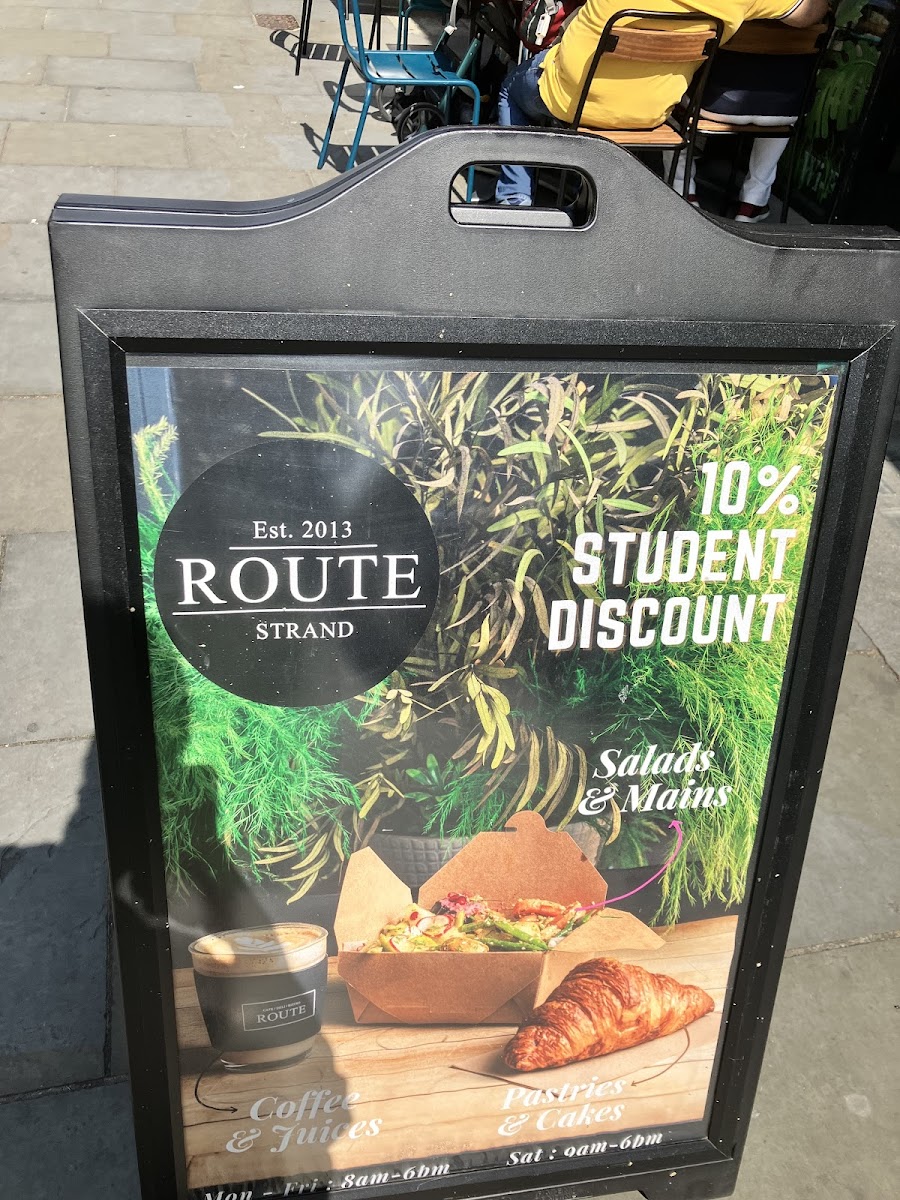 Est. 2013
ROUTE
STRAND
10%
STUDENT
DISCOUNT
Salads
& Mains
ROUTE
Coffee
& Juices
Pastries
& Cakes
Mon - Fri : 8am-6pm
Sat : 9am-6pm